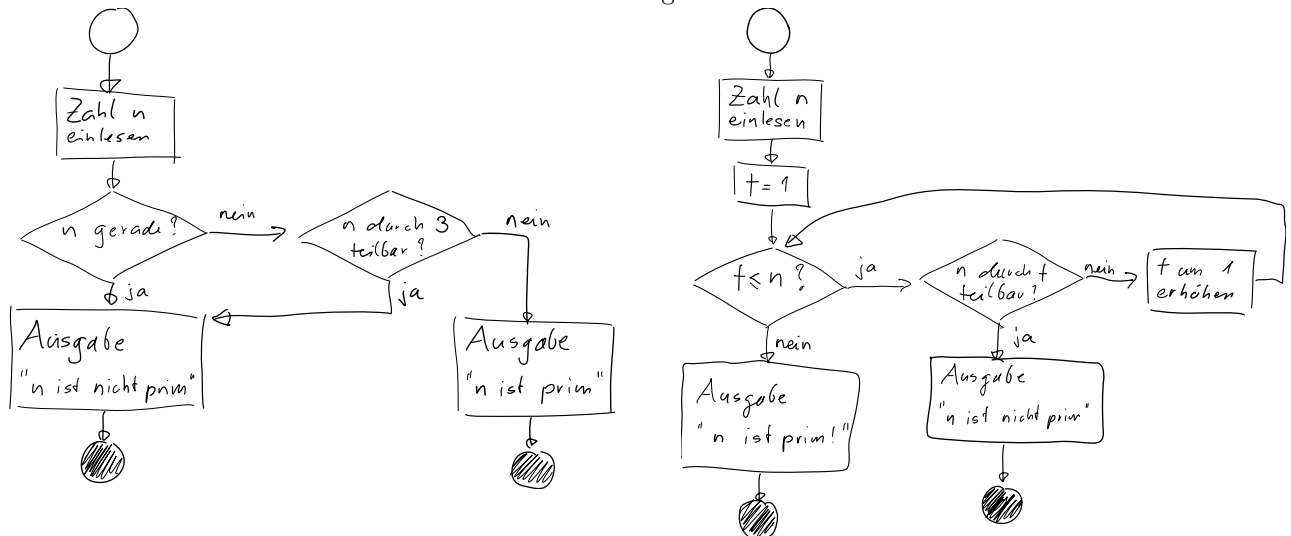 Zahl n
einlesen
n gerade?
nein
n durch 3
teilbar?
nein
ja
ja
Ausgabe
"n ist nicht prim"
Ausgabe
"n ist prim"
Zahl n
einlesen
t = 1
t ≤ n ?
ja
n durch t
teilbar?
nein
t um 1
erhöhen
nein
ja
Ausgabe
"n ist prim!"
Ausgabe
"n ist nicht prim"